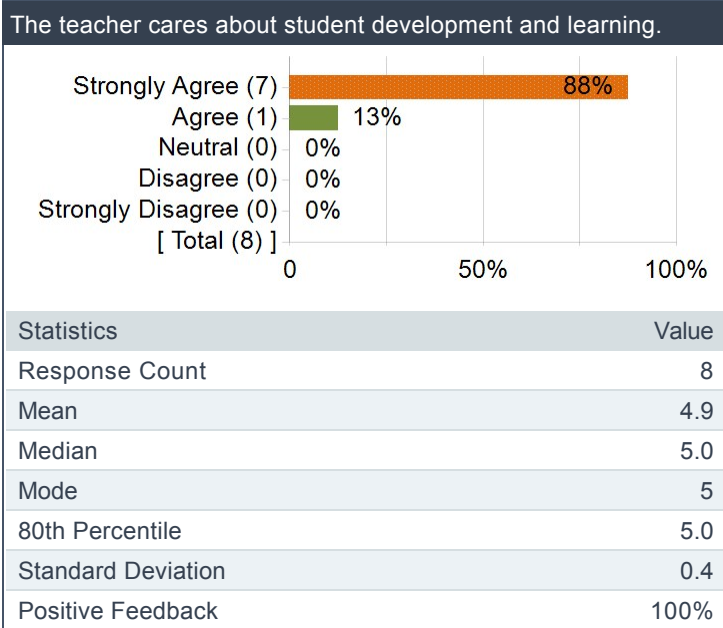 The teacher cares about student development and learning.
Strongly Agree (7) 88%
Agree (1) 13%
Neutral (0) 0%
Disagree (0) 0%
Strongly Disagree (0) 0%
[ Total (8) ]
0 50% 100%
Statistics Value
Response Count 8
Mean 4.9
Median 5.0
Mode 5
80th Percentile 5.0
Standard Deviation 0.4
Positive Feedback 100%